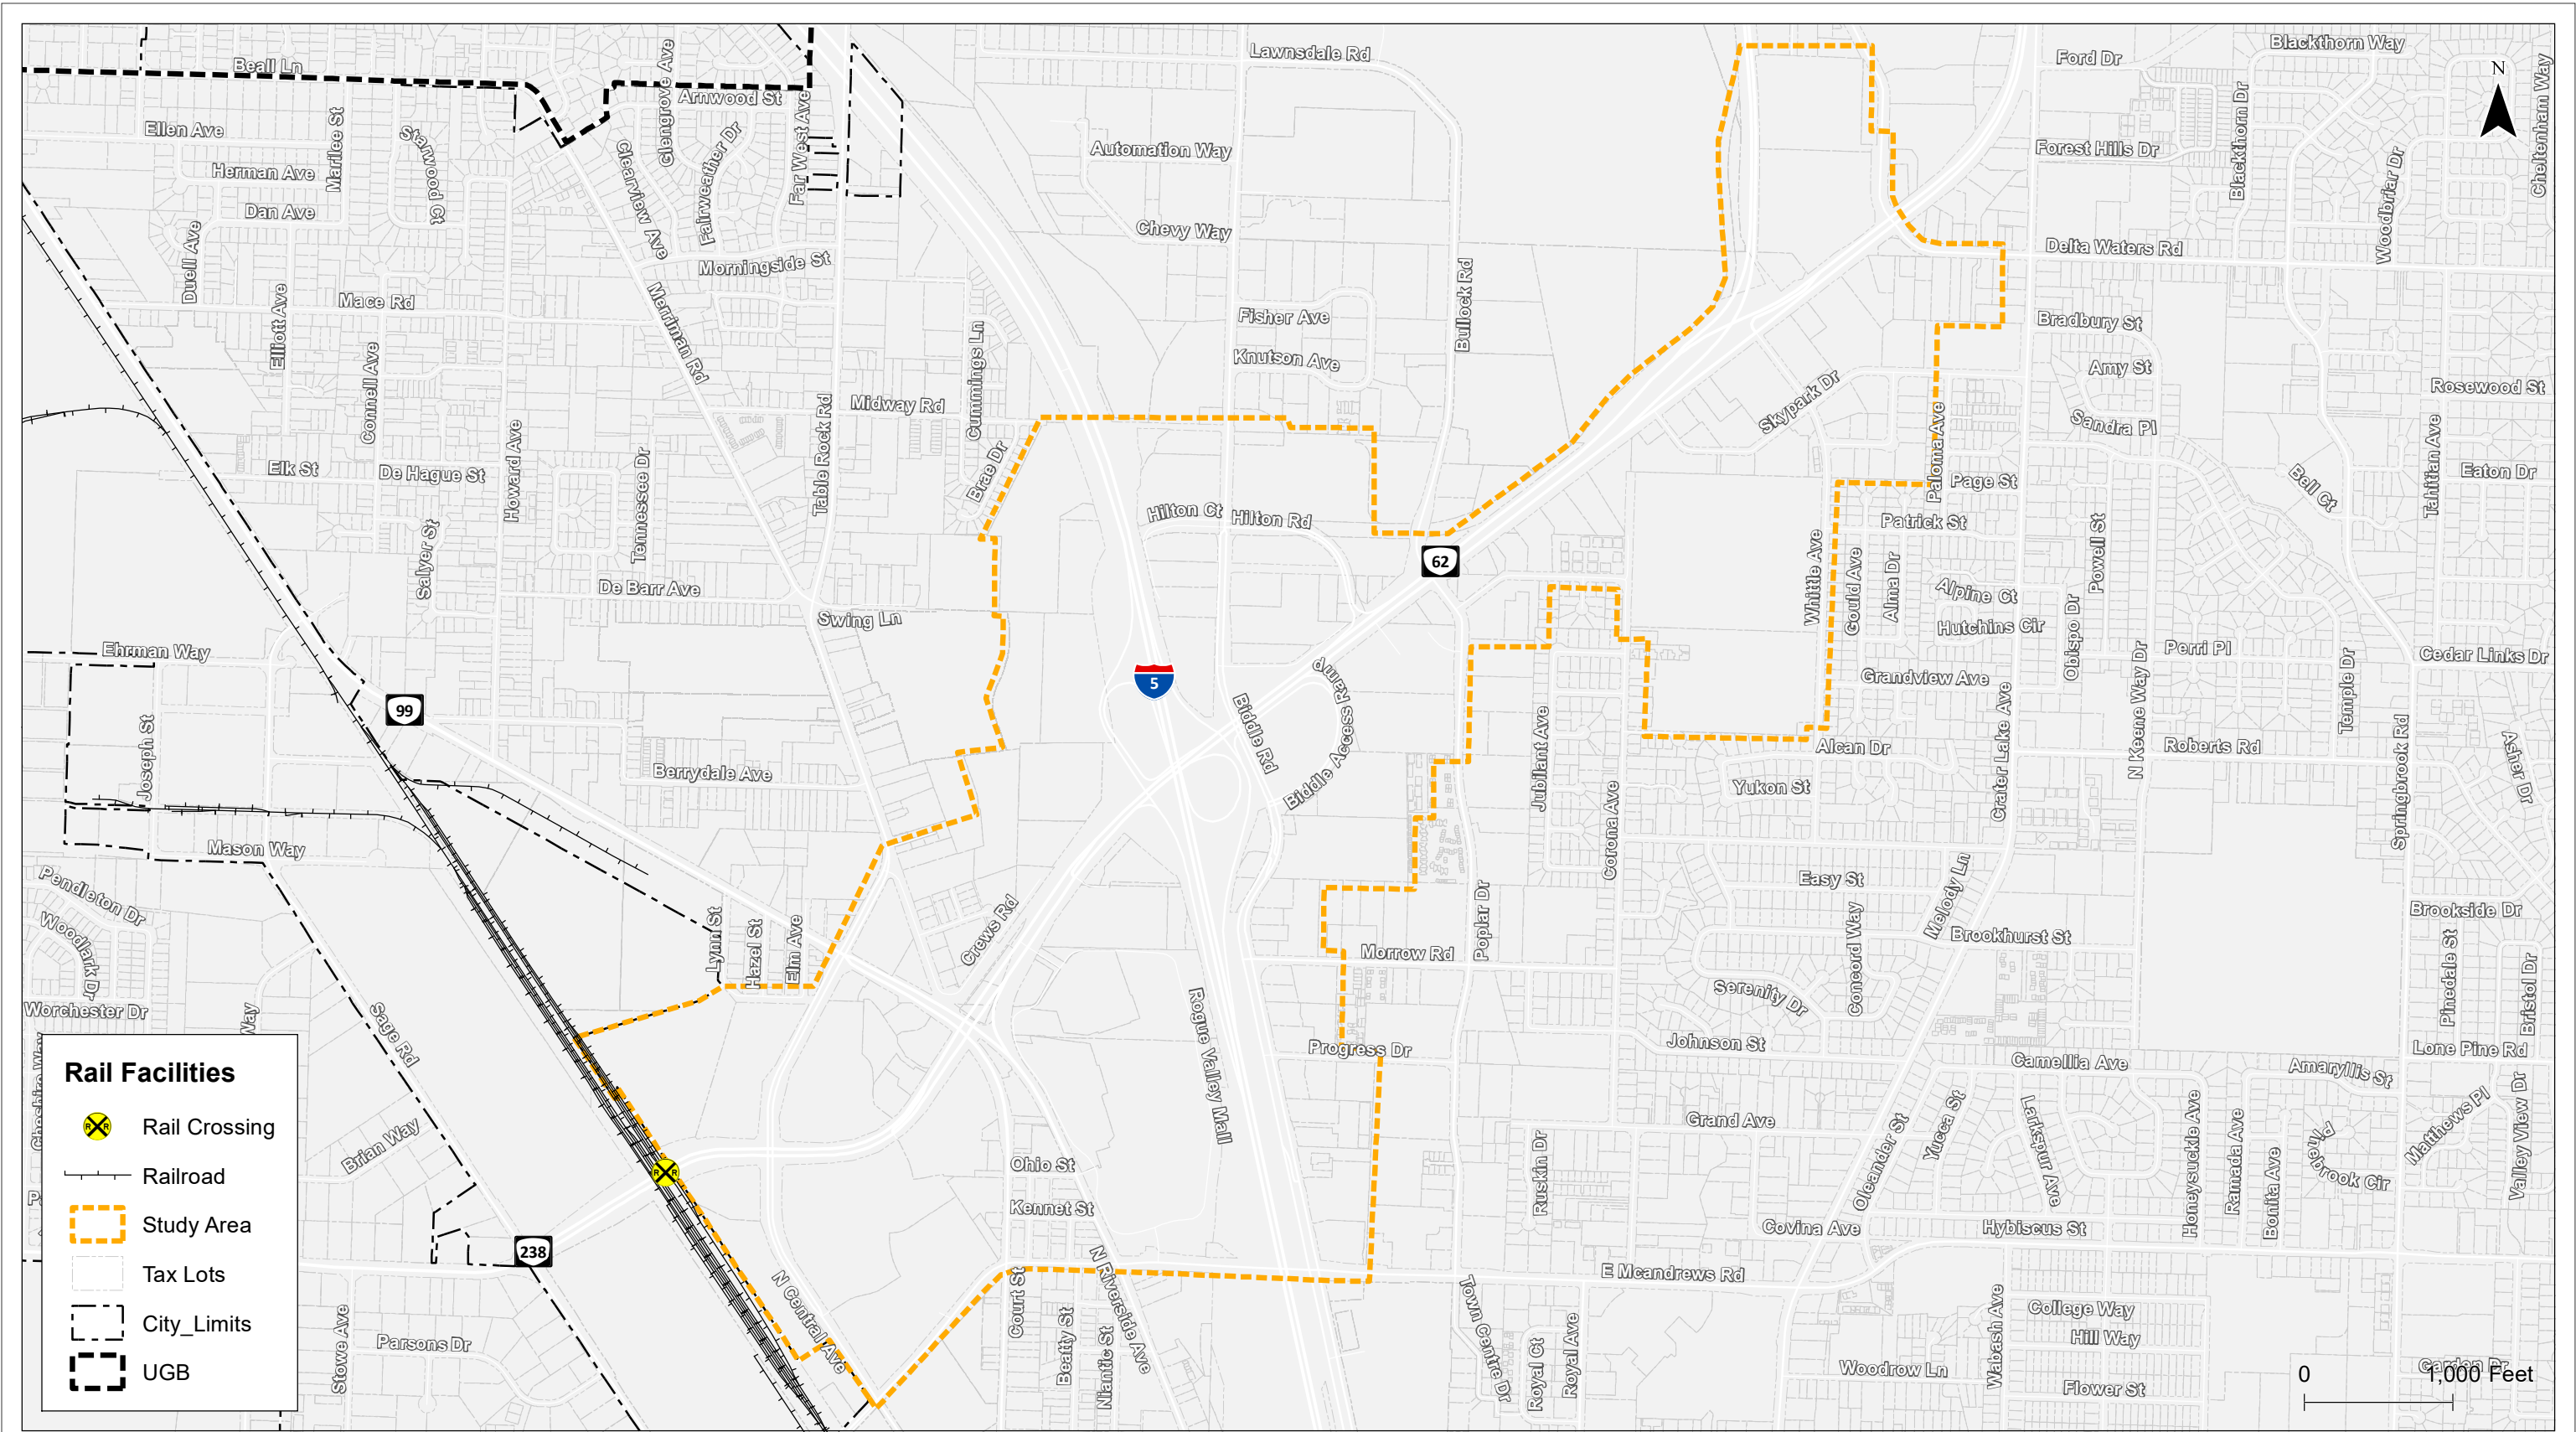 Lawnsdale Rd
Ford Dr
Blackthorn Way
Cheltenham Way
N
Beall Ln
Glengrove Ave
Arnwood St
Far West Ave
Ellen Ave
Marilee St
Starwood Ct
Herman Ave
Dan Ave
Duell Ave
Clearview Ave
Fairweather Dr
Morningside St
Automation Way
Chevy Way
Forest Hills Dr
Blackthorn Dr
Woodbriar Dr
Delta Waters Rd
Mace Rd
Elliott Ave
Connell Ave
Merriman Rd
Cummings Ln
Fisher Ave
Knutson Ave
Bullock Rd
Bradbury St
Amy St
Rosewood St
Skypark Dr
Sandra Pl
Midway Rd
Table Rock Rd
Howard Ave
Elk St
De Hague St
Tennessee Dr
Brae Dr
Paloma Ave
Page St
Bell Ct
Tahitian Ave
Eaton Dr
Hilton Ct
Hilton Rd
Patrick St
Powell St
Salyer St
De Barr Ave
Swing Ln
62
Whittle Ave
Gould Ave
Alma Dr
Alpine Ct
Hutchins Cir
Obispo Dr
Perri Pl
Cedar Links Dr
Ehrman Way
Grandview Ave
N Keene Way Dr
Temple Dr
99
5
Biddle Rd
Biddle Access Ramp
Joseph St
Berrydale Ave
Jubilant Ave
Corona Ave
Alcan Dr
Yukon St
Crater Lake Ave
Roberts Rd
Springbrook Rd
Asher Dr
Mason Way
Pendleton Dr
Woodlark Dr
Worchester Dr
Easy St
Melody Ln
Brookside Dr
Lynn St
Hazel St
Elm Ave
Crews Rd
Morrow Rd
Poplar Dr
Concord Way
Brookhurst St
Pinedale St
Bristol Dr
Serenity Dr
Way
Sage Rd
Rogue Valley Mall
Progress Dr
Johnson St
Camellia Ave
Amaryllis St
Lone Pine Rd
Matthews Pl
Valley View Dr
Grand Ave
Oleander St
Yucca St
Larkspur Ave
Honeysuckle Ave
Ramada Ave
Bonita Ave
Pinebrook Cir
Brian Way
Ohio St
Kennet St
Ruskin Dr
Covina Ave
Hybiscus St
238
N Central Ave
Court St
N Riverside Ave
Beatty St
Niantic St
E Mcandrews Rd
Town Centre Dr
Royal Ct
Royal Ave
Wabash Ave
College Way
Hill Way
Woodrow Ln
Flower St
Garden Dr
Stowe Ave
Parsons Dr
Rail Facilities
R R
Rail Crossing
Railroad
Study Area
Tax Lots
City_Limits
UGB
R R
0 1,000 Feet